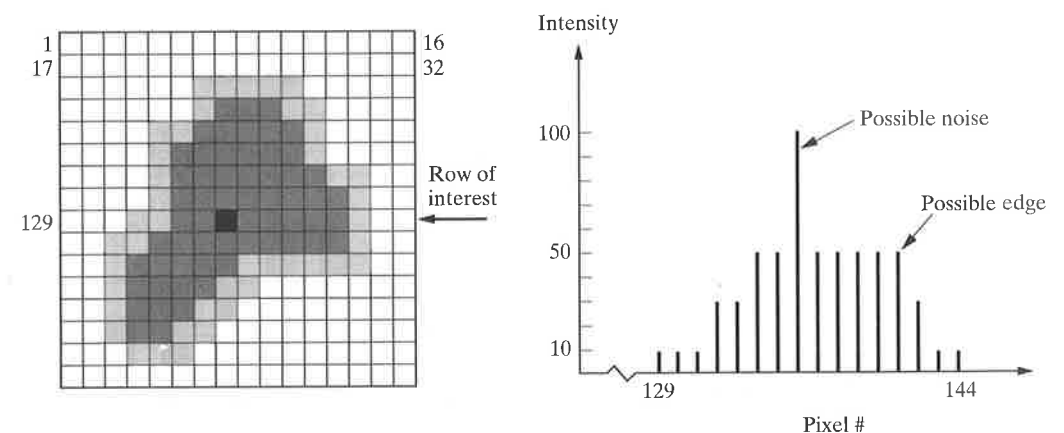 1
16
17
32
Row of
interest
129
Intensity
100
50
10
Possible noise
Possible edge
129
144
Pixel #